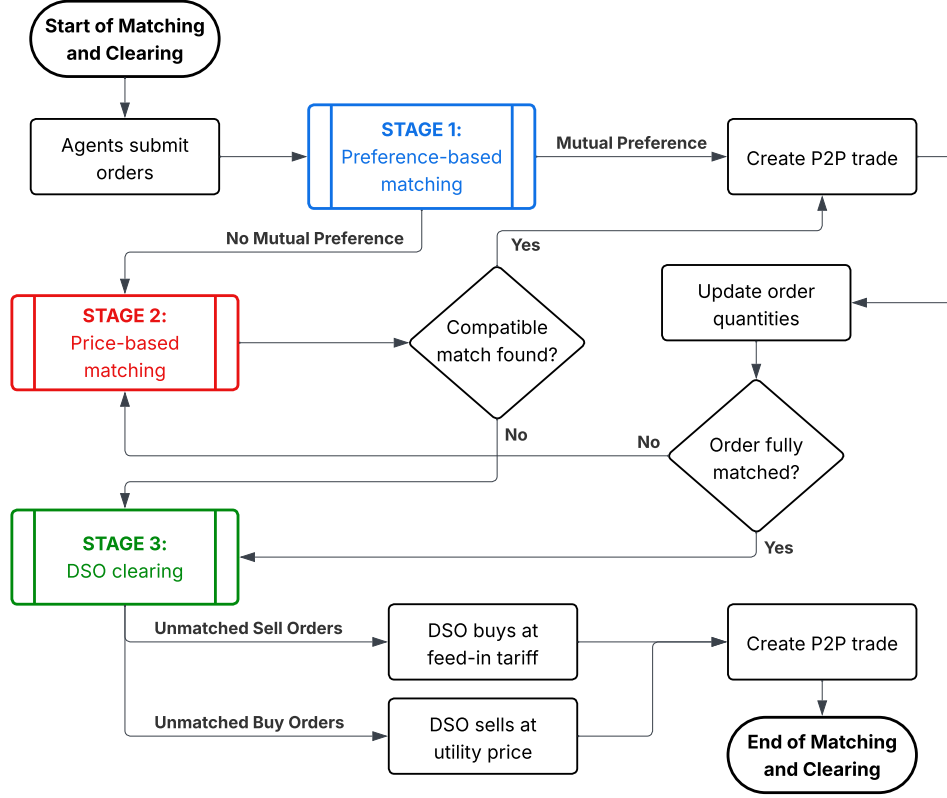 Start of Matching
and Clearing
Agents submit
orders
STAGE 1:
Preference-based
matching
Mutual Preference
Create P2P trade
No Mutual Preference
Yes
STAGE 2:
Price-based
matching
Compatible
match found?
Update order
quantities
No
No
Order fully
matched?
STAGE 3:
DSO clearing
Yes
Unmatched Sell Orders
DSO buys at
feed-in tariff
Create P2P trade
Unmatched Buy Orders
DSO sells at
utility price
End of Matching
and Clearing